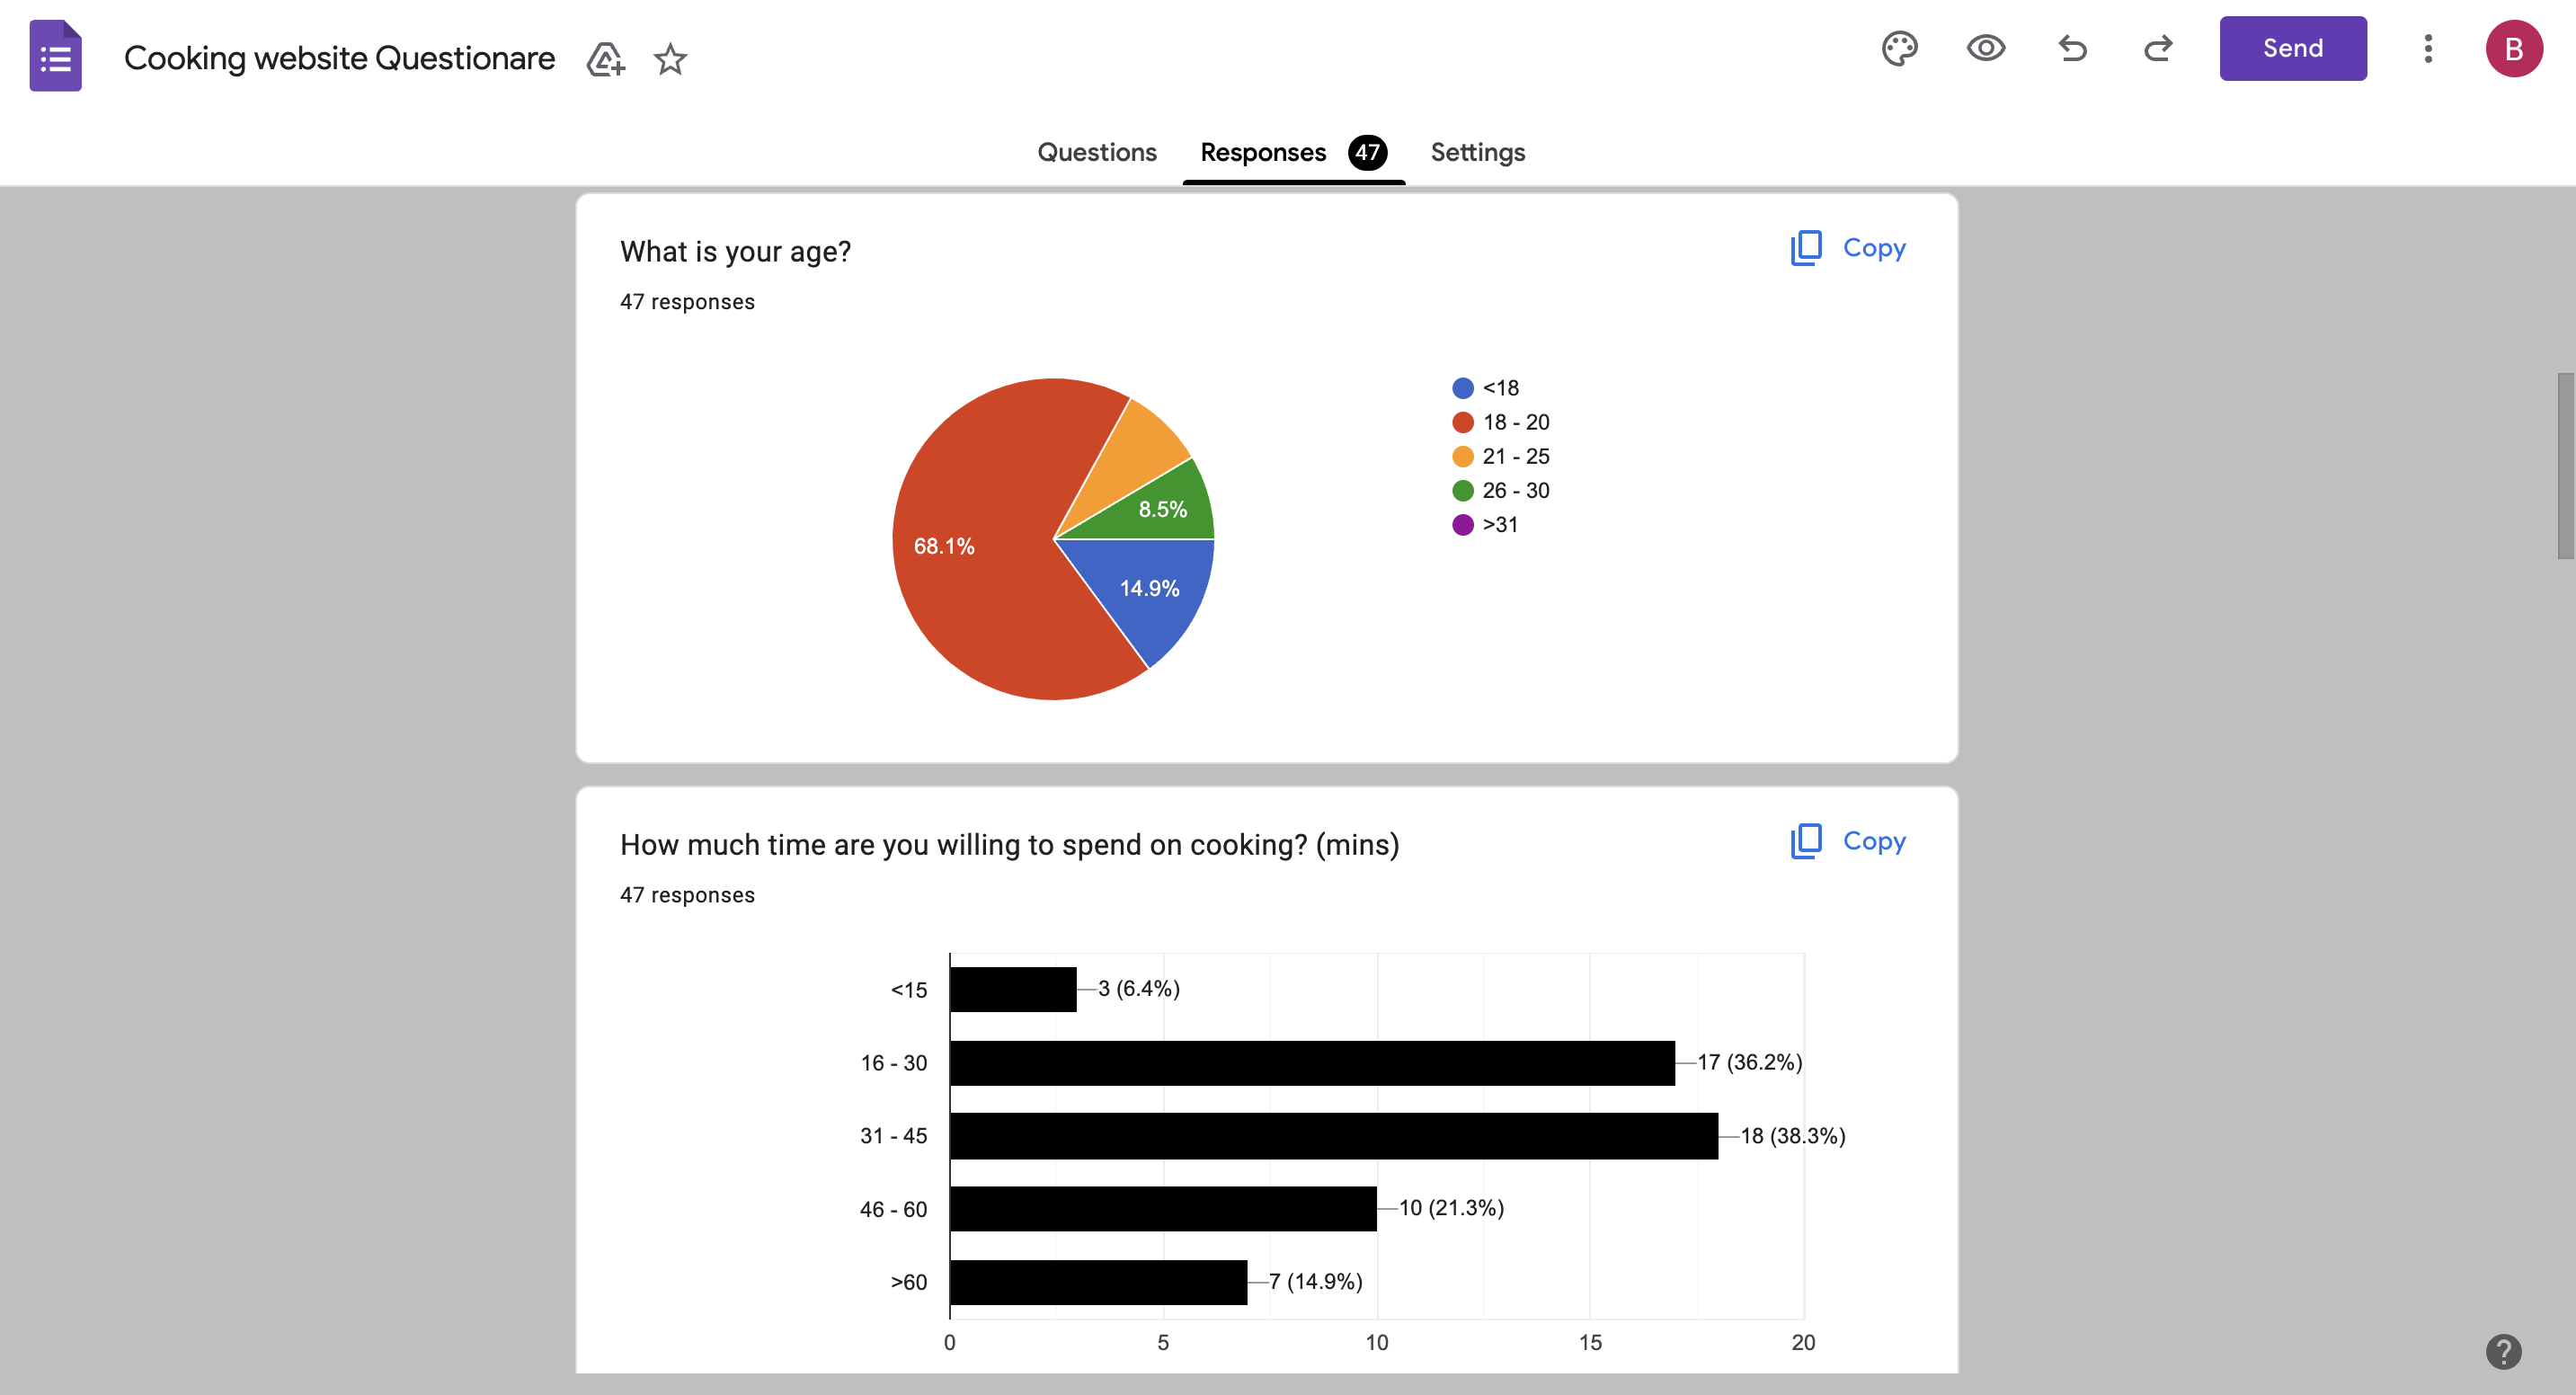 Cooking website Questionare
Send
B
Questions
Responses 47
Settings
What is your age?
Copy
47 responses
<18
18 - 20
21 - 25
26 - 30
>31
8.5%
68.1%
14.9%
How much time are you willing to spend on cooking? (mins)
Copy
47 responses
<15
3 (6.4%)
16 - 30
17 (36.2%)
31 - 45
18 (38.3%)
46 - 60
10 (21.3%)
>60
7 (14.9%)
0 5 10 15 20
?